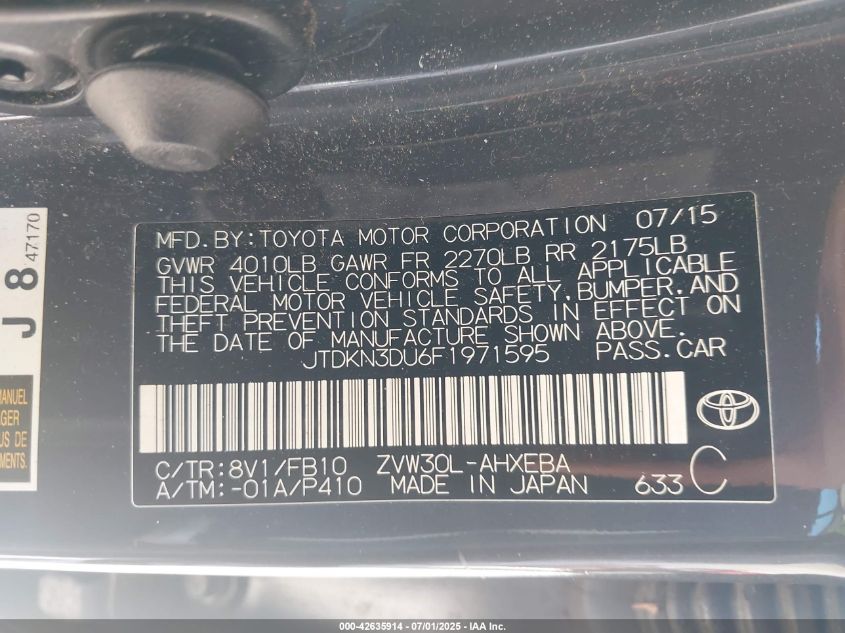 MFD. BY: TOYOTA MOTOR CORPORATION 07/15
GVWR 4010LB GAWR FR 2270LB RR 2175LB
THIS VEHICLE CONFORMS TO ALL APPLICABLE
FEDERAL MOTOR VEHICLE SAFETY, BUMPER, AND
THEFT PREVENTION STANDARDS IN EFFECT ON
THE DATE OF MANUFACTURE SHOWN ABOVE.
JTDKN3DU6F1971595 PASS. CAR
C/TR: 8V1/FB10 ZVW30L-AHXEBA
A/TM: -01A/P410 MADE IN JAPAN 633 C
J 8 47170
MANUEL
DE
000-42635914 - 07/01/2025 - IAA Inc.